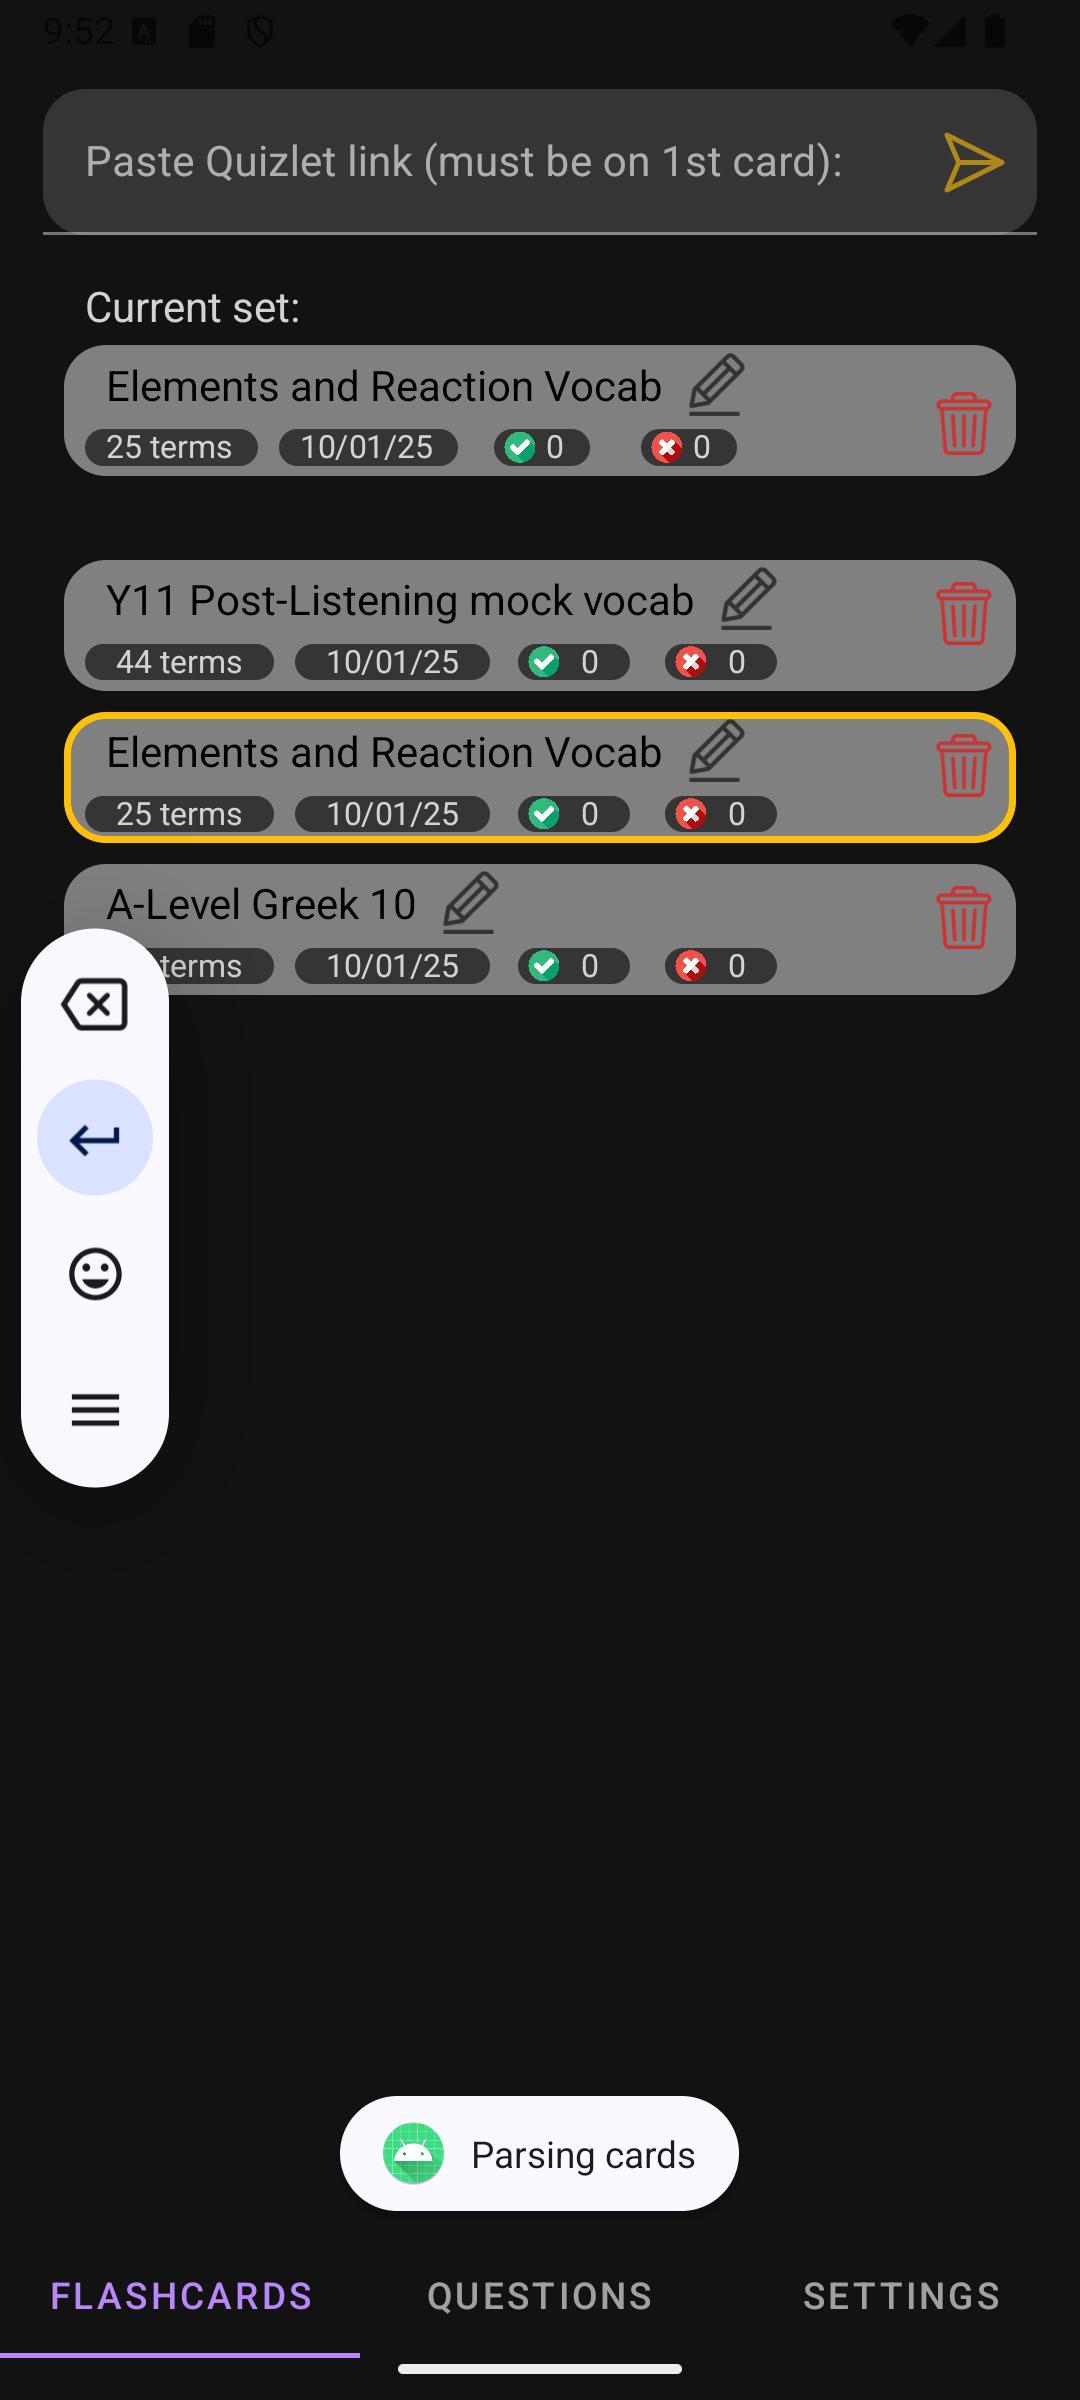 9:52
Paste Quizlet link (must be on 1st card):
Current set:
Elements and Reaction Vocab
25 terms 10/01/25 0 0
Y11 Post-Listening mock vocab
44 terms 10/01/25 0 0
Elements and Reaction Vocab
25 terms 10/01/25 0 0
A-Level Greek 10
terms 10/01/25 0 0
Parsing cards
FLASHCARDS QUESTIONS SETTINGS